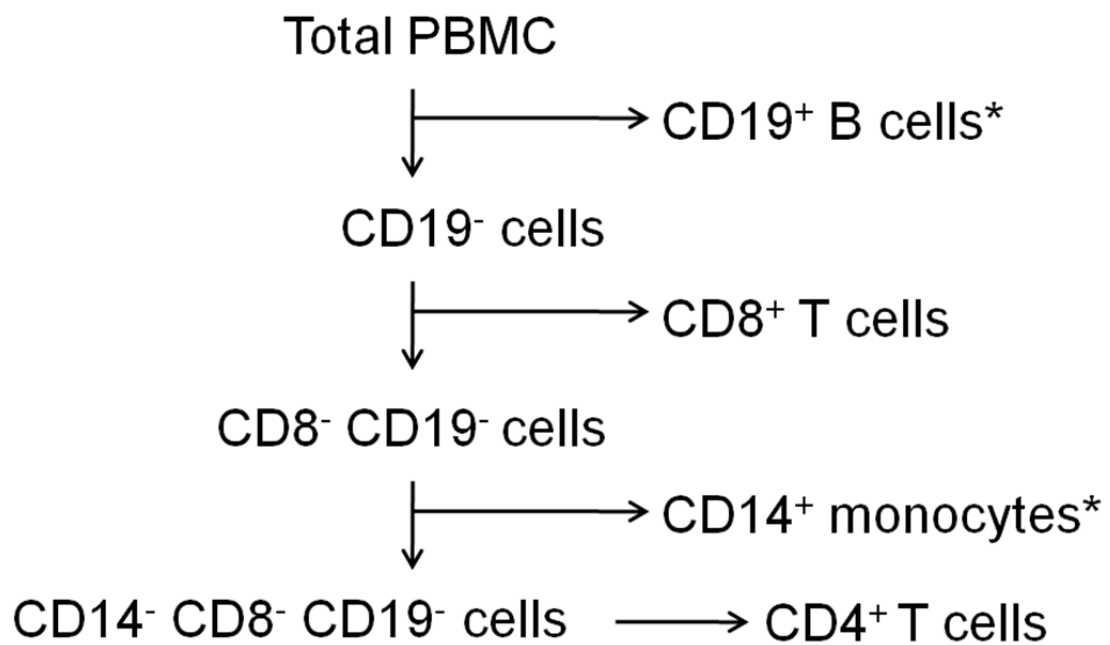 Total PBMC
CD19⁺ B cells*
CD19⁻ cells
CD8⁺ T cells
CD8⁻ CD19⁻ cells
CD14⁺ monocytes*
CD14⁻ CD8⁻ CD19⁻ cells
CD4⁺ T cells